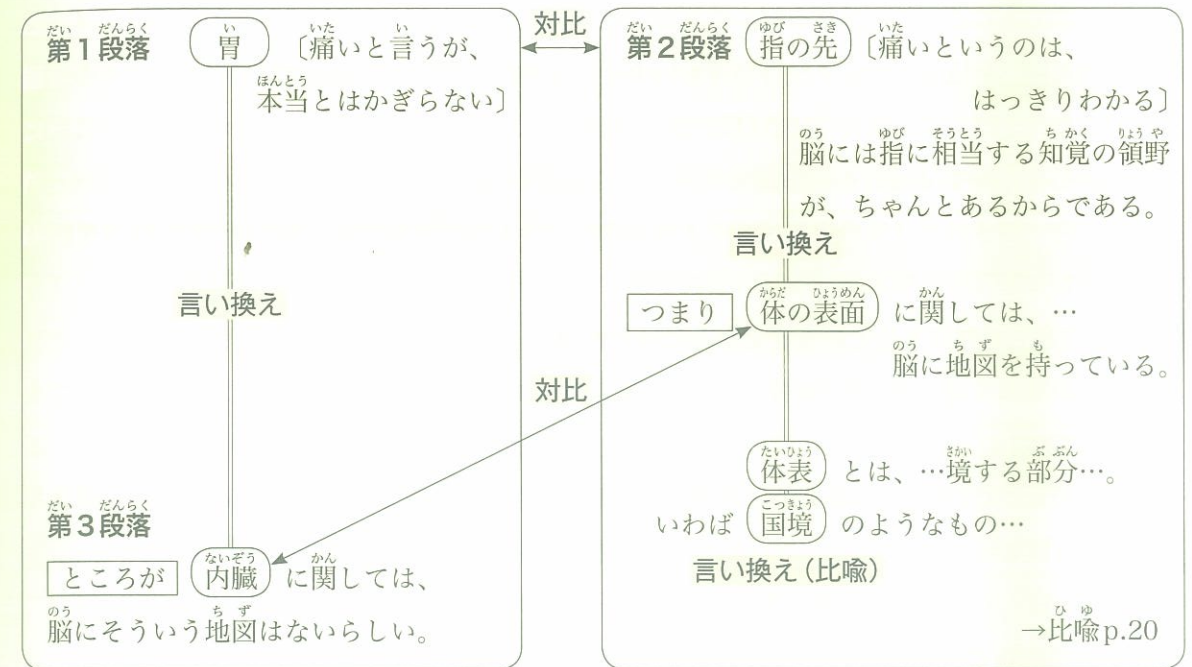 第1段落 胃 〔痛いと言うが、
本当とはかぎらない〕
言い換え
第3段落
ところが 内臓 に関しては、
脳にそういう地図はないらしい。
対比
対比
第2段落 指の先 〔痛いというのは、
はっきりわかる〕
脳には指に相当する知覚の領野
が、ちゃんとあるからである。
言い換え
つまり 体の表面 に関しては、…
脳に地図を持っている。
体表 とは、…境する部分…。
いわば 国境 のようなもの…
言い換え(比喩)
→比喩p.20